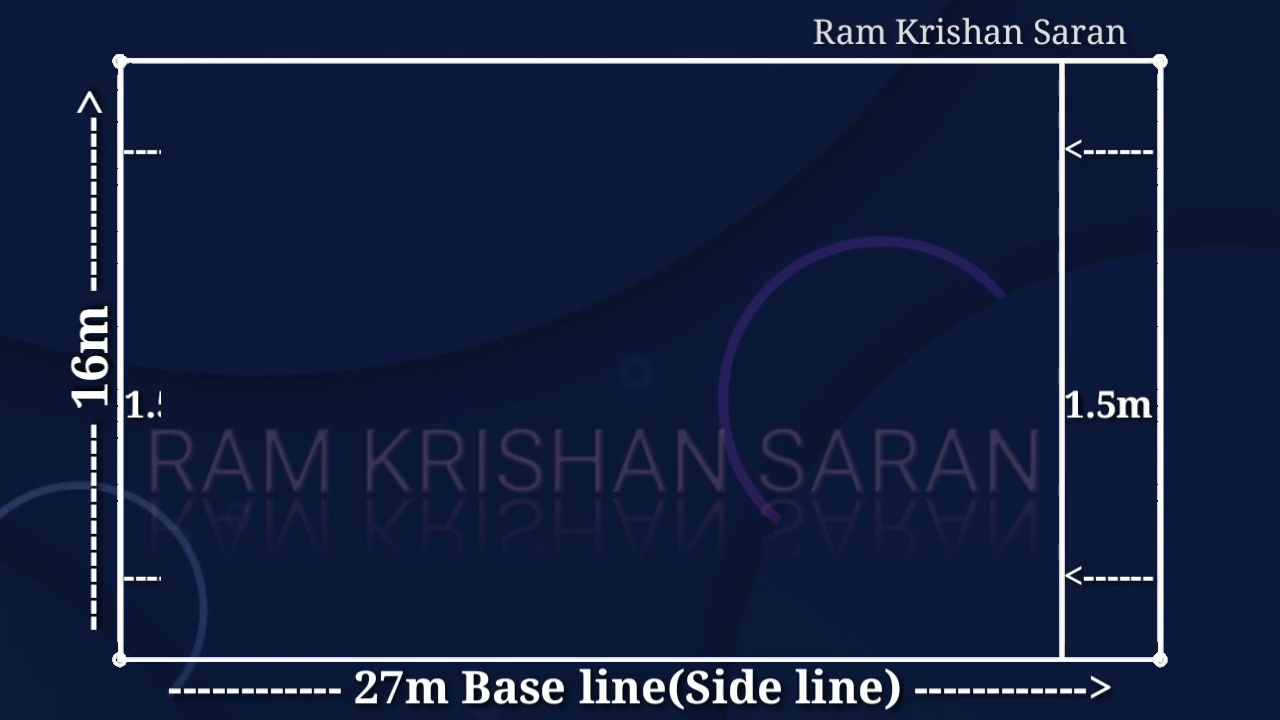 Ram Krishan Saran
16m
1.5m
RAM KRISHAN SARAN
27m Base line(Side line)